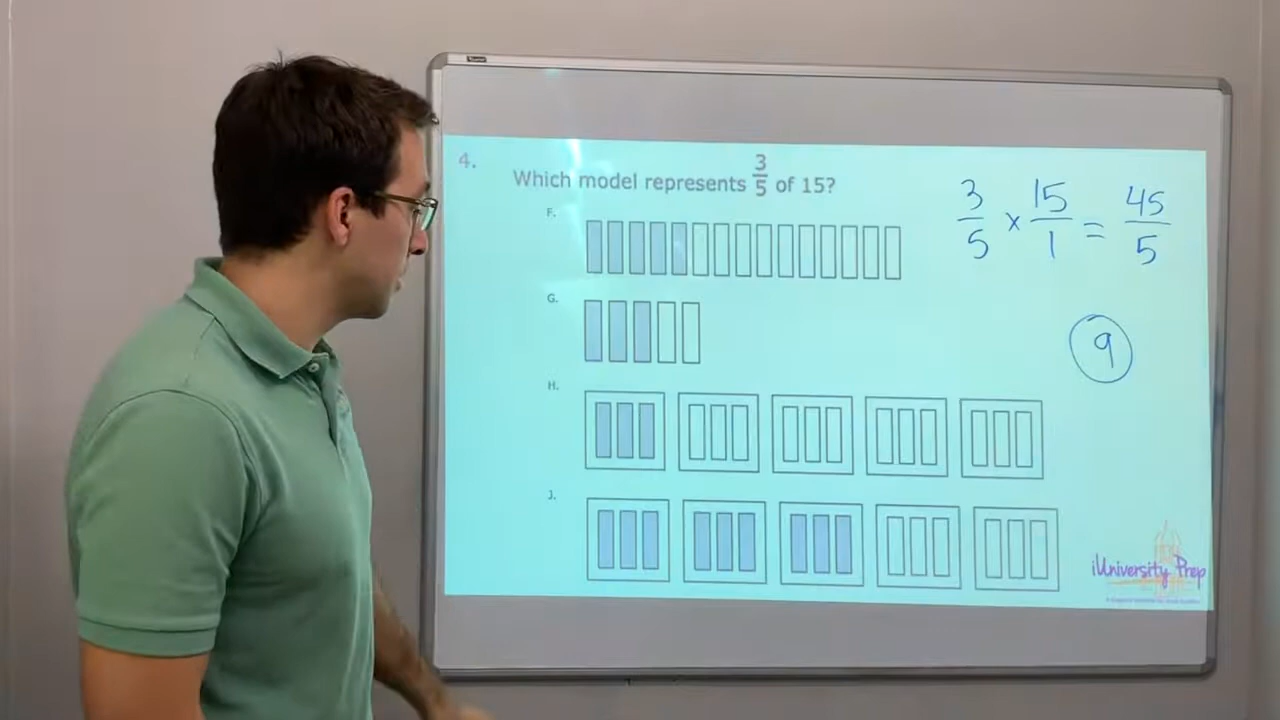 4.
Which model represents 3/5 of 15?
F.
G.
H.
J.
3/5 × 15/1 = 45/5
9
iUniversity Prep